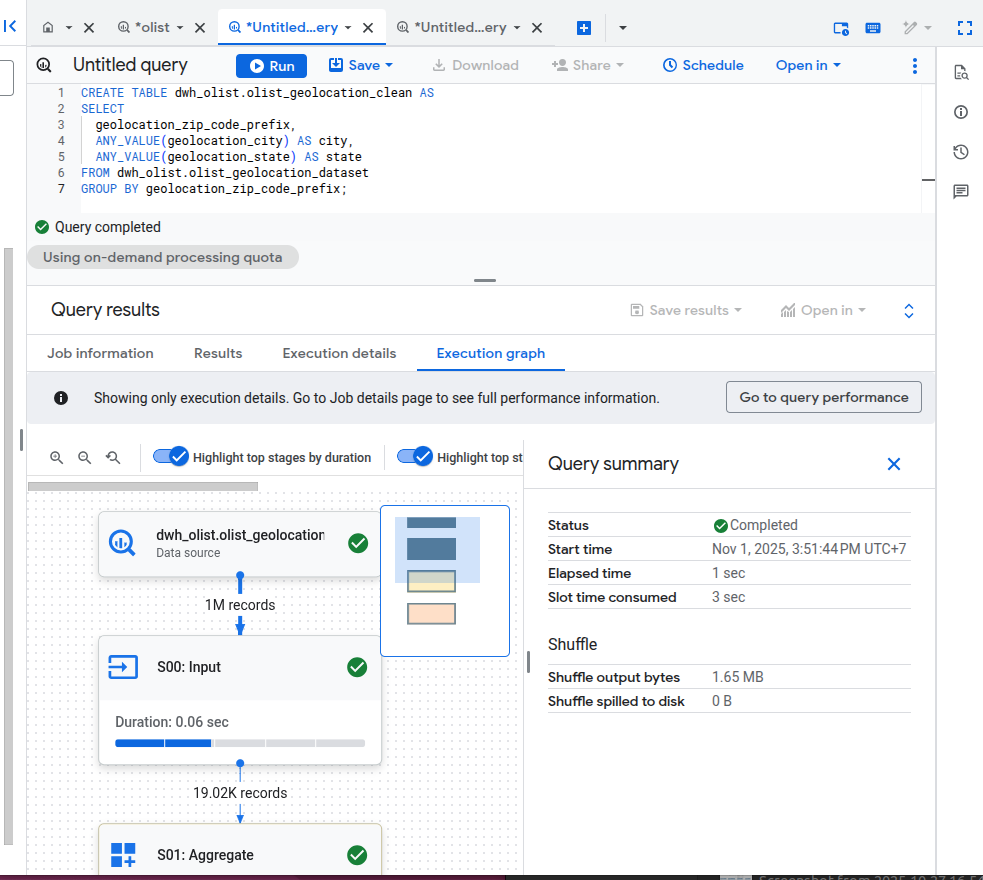 *olist
*Untitled...ery
*Untitled...ery
Untitled query
Run
Save
Download
Share
Schedule
Open in
1 CREATE TABLE dwh_olist.olist_geolocation_clean AS
2 SELECT
3 geolocation_zip_code_prefix,
4 ANY_VALUE(geolocation_city) AS city,
5 ANY_VALUE(geolocation_state) AS state
6 FROM dwh_olist.olist_geolocation_dataset
7 GROUP BY geolocation_zip_code_prefix;
Query completed
Using on-demand processing quota
Query results
Save results
Open in
Job information
Results
Execution details
Execution graph
Showing only execution details. Go to Job details page to see full performance information.
Go to query performance
Highlight top stages by duration
Highlight top st
dwh_olist.olist_geolocation
Data source
1M records
S00: Input
Duration: 0.06 sec
19.02K records
S01: Aggregate
Query summary
Status Completed
Start time Nov 1, 2025, 3:51:44 PM UTC+7
Elapsed time 1 sec
Slot time consumed 3 sec
Shuffle
Shuffle output bytes 1.65 MB
Shuffle spilled to disk 0 B